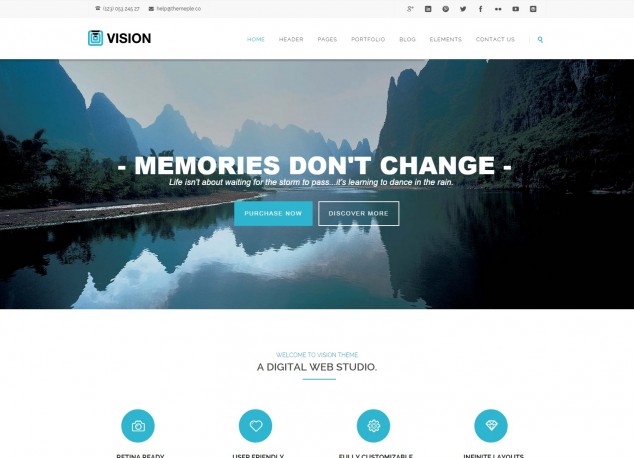 (123) 053 245 27 help@themepie.co
VISION
HOME HEADER PAGES PORTFOLIO BLOG ELEMENTS CONTACT US
- MEMORIES DON'T CHANGE -
Life isn't about waiting for the storm to pass...it's learning to dance in the rain.
PURCHASE NOW DISCOVER MORE
WELCOME TO VISION THEME
A DIGITAL WEB STUDIO.
RETINA READY USER FRIENDLY FULLY CUSTOMIZABLE INFINITE LAYOUTS